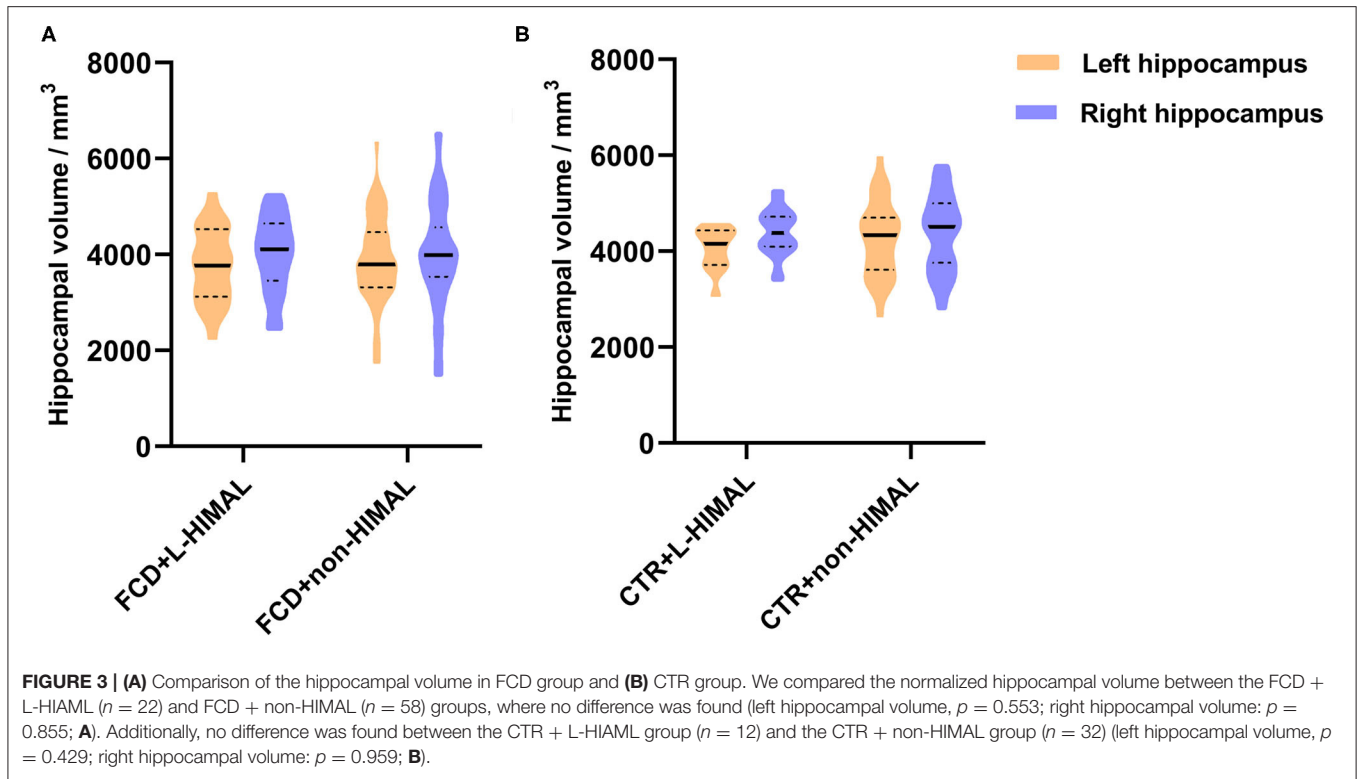 A
B
8000
6000
4000
2000
0
Hippocampal volume / mm³
FCD+L-HIMAL
FCD+non-HIMAL
8000
6000
4000
2000
0
Hippocampal volume / mm³
CTR+L-HIMAL
CTR+non-HIMAL
Left hippocampus
Right hippocampus
FIGURE 3 | (A) Comparison of the hippocampal volume in FCD group and (B) CTR group. We compared the normalized hippocampal volume between the FCD +
L-HIAML (n = 22) and FCD + non-HIMAL (n = 58) groups, where no difference was found (left hippocampal volume, p = 0.553; right hippocampal volume: p =
0.855; A). Additionally, no difference was found between the CTR + L-HIAML group (n = 12) and the CTR + non-HIMAL group (n = 32) (left hippocampal volume, p
= 0.429; right hippocampal volume: p = 0.959; B).